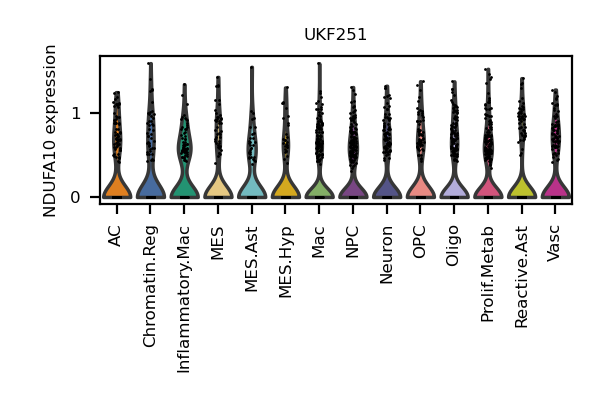 UKF251
NDUFA10 expression
1
0
AC
Chromatin.Reg
Inflammatory.Mac
MES
MES.Ast
MES.Hyp
Mac
NPC
Neuron
OPC
Oligo
Prolif.Metab
Reactive.Ast
Vasc